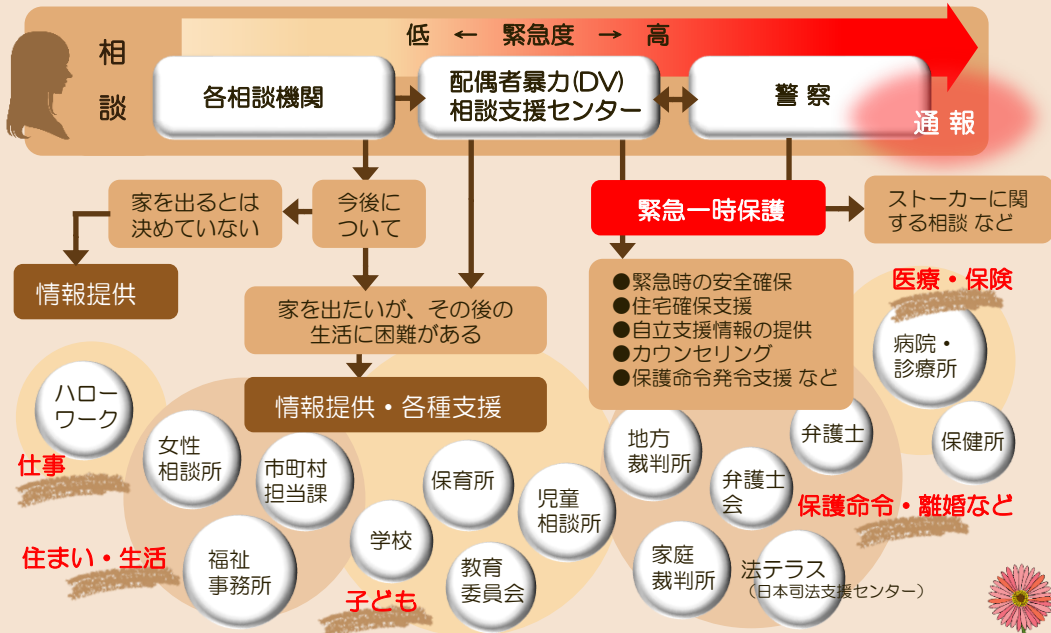 相
談
低 ← 緊急度 → 高
各相談機関
配偶者暴力(DV)
相談支援センター
警 察
通 報
家を出るとは
決めていない
今後に
ついて
緊急一時保護
ストーカーに関
する相談 など
情報提供
家を出たいが、その後の
生活に困難がある
●緊急時の安全確保
●住宅確保支援
●自立支援情報の提供
●カウンセリング
●保護命令発令支援 など
医療・保険
病院・
診療所
保健所
情報提供・各種支援
ハロー
ワーク
仕事
女性
相談所
市町村
担当課
福祉
事務所
住まい・生活
学校
保育所
児童
相談所
教育
委員会
子ども
地方
裁判所
弁護士
会
弁護士
保護命令・離婚など
家庭
裁判所
法テラス
（日本司法支援センター）